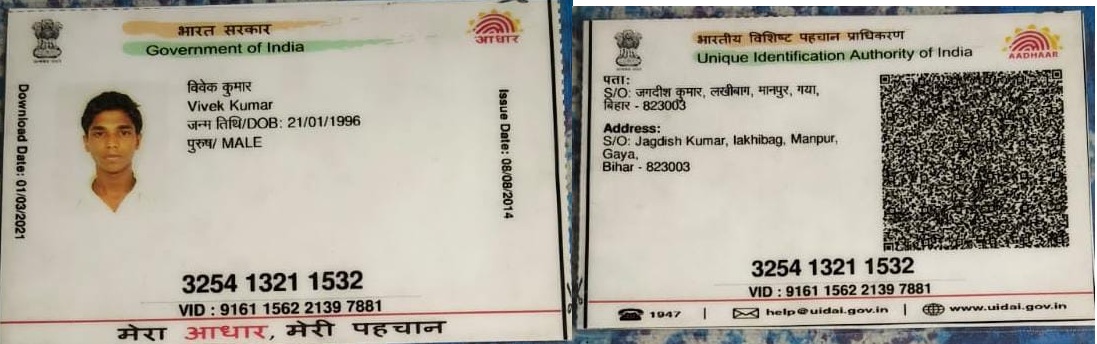 भारत सरकार
Government of India
आधार
Download Date: 01/03/2021
विवेक कुमार
Vivek Kumar
जन्म तिथि/DOB: 21/01/1996
पुरुष/ MALE
Issue Date: 06/08/2014
3254 1321 1532
VID : 9161 1562 2139 7881
मेरा आधार, मेरी पहचान
भारतीय विशिष्ट पहचान प्राधिकरण
Unique Identification Authority of India
AADHAAR
पता:
S/O: जगदीश कुमार, लखीबाग, मानपुर, गया,
बिहार - 823003
Address:
S/O: Jagdish Kumar, lakhibag, Manpur,
Gaya,
Bihar - 823003
3254 1321 1532
VID : 9161 1562 2139 7881
1947 | help@uidai.gov.in | www.uidai.gov.in